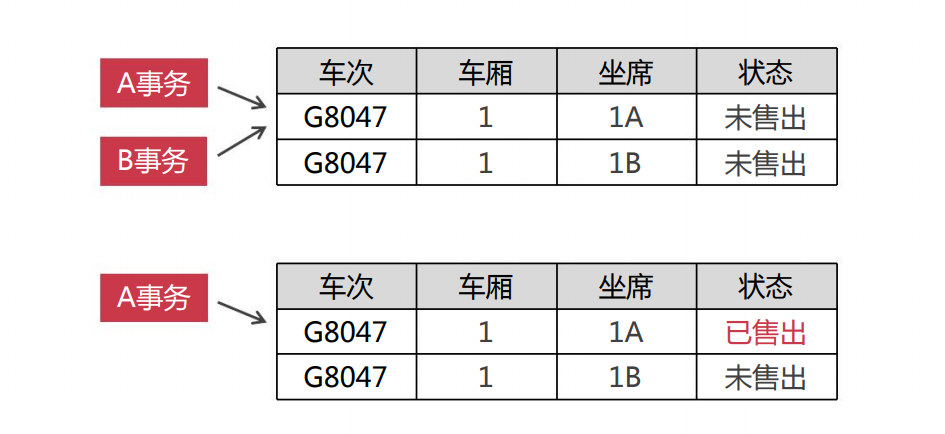 A事务
B事务
车次 车厢 坐席 状态
G8047 1 1A 未售出
G8047 1 1B 未售出
A事务
车次 车厢 坐席 状态
G8047 1 1A 已售出
G8047 1 1B 未售出